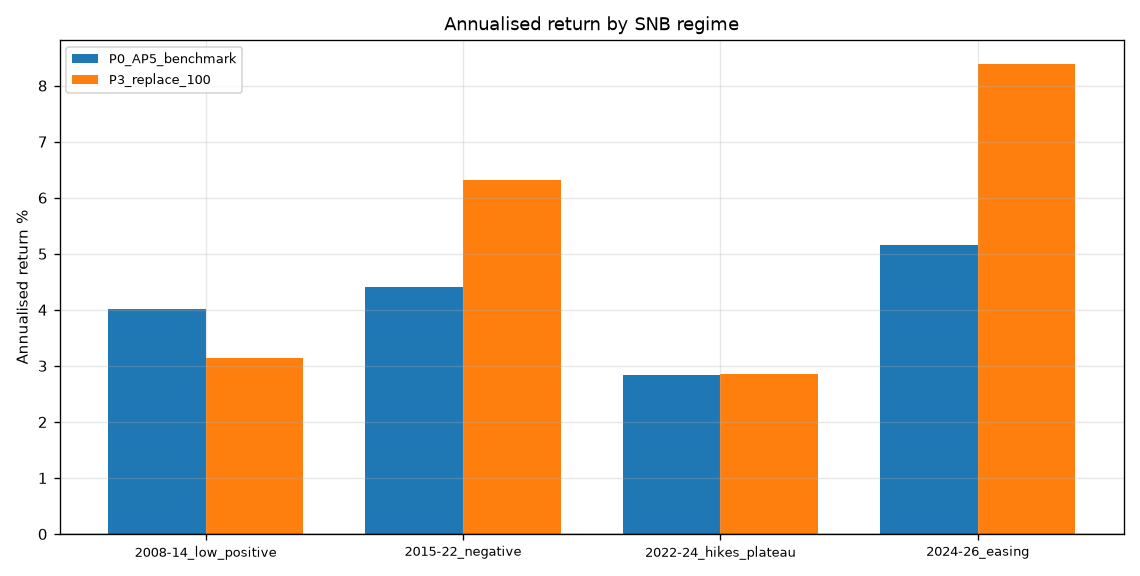 Annualised return by SNB regime
P0_AP5_benchmark
P3_replace_100
Annualised return %
8
7
6
5
4
3
2
1
0
2008-14_low_positive
2015-22_negative
2022-24_hikes_plateau
2024-26_easing